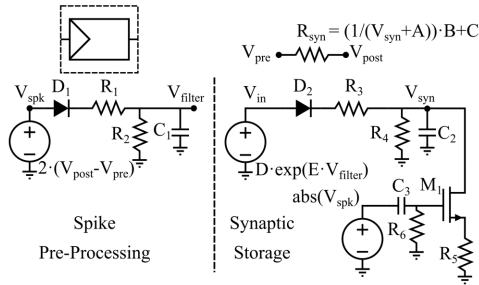 R_syn = (1/(V_syn+A))·B+C
V_pre V_post
V_spk D_1 R_1 V_filter
R_2 C_1
2·(V_post-V_pre)
Spike
Pre-Processing
V_in D_2 R_3 V_syn
R_4 C_2
D·exp(E·V_filter)
abs(V_spk) C_3 M_1
R_6
R_5
Synaptic
Storage